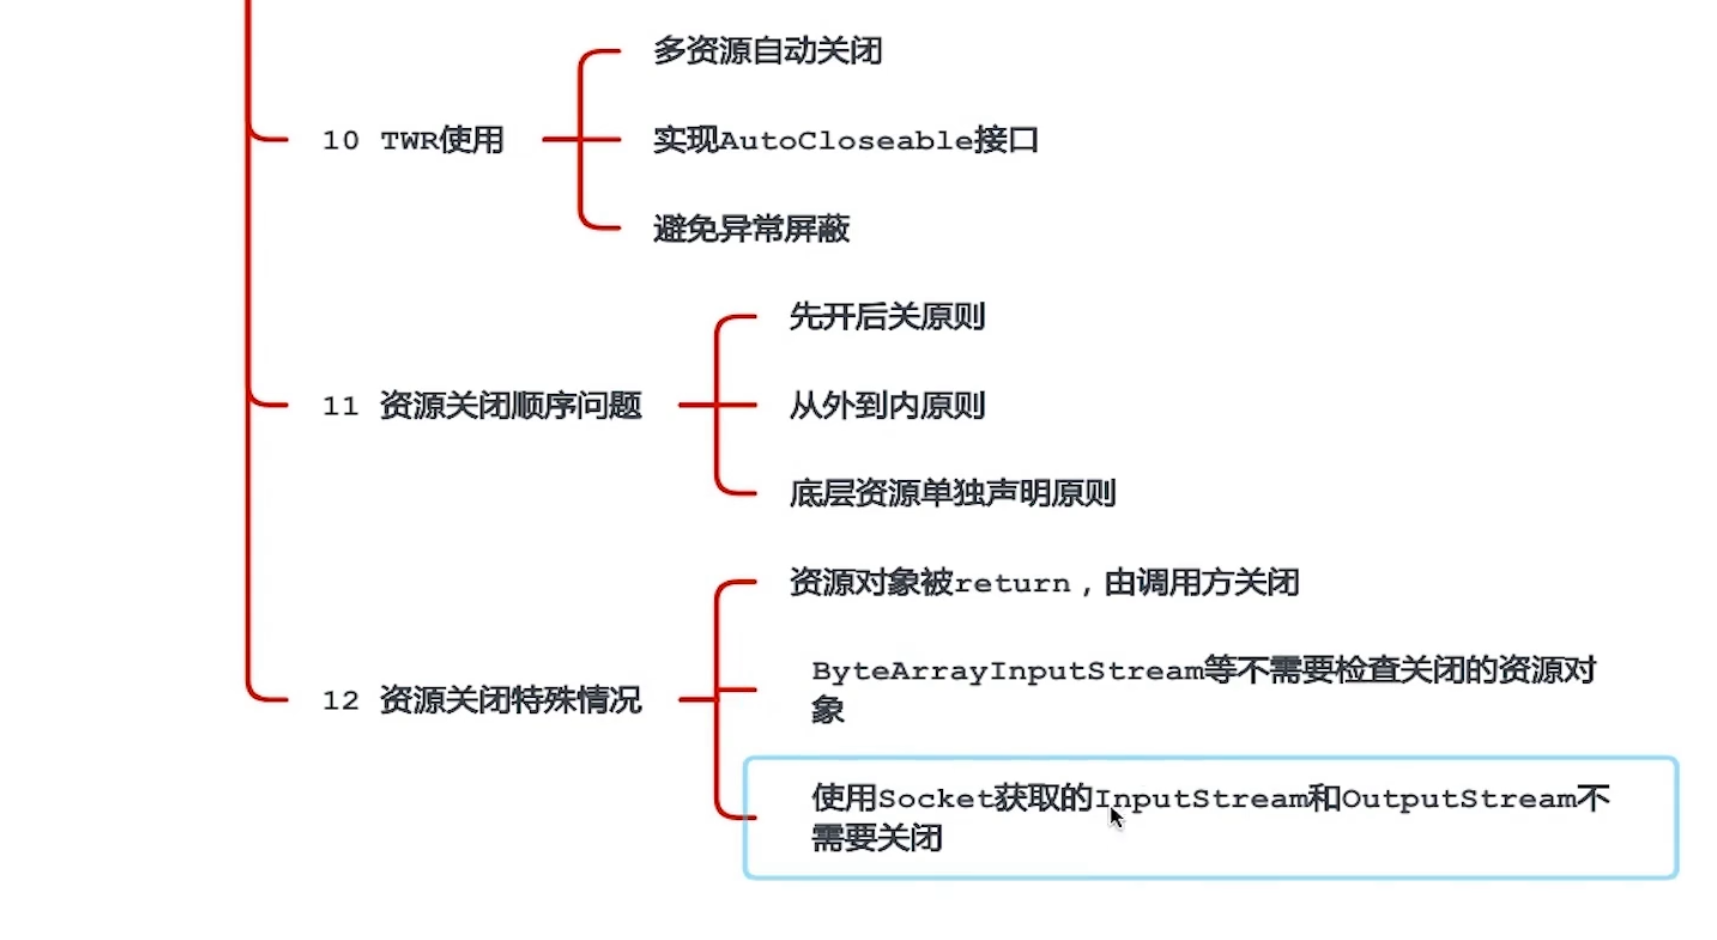 多资源自动关闭
10 TWR使用
实现AutoCloseable接口
避免异常屏蔽
先开后关原则
11 资源关闭顺序问题
从外到内原则
底层资源单独声明原则
资源对象被return，由调用方关闭
ByteArrayInputStream等不需要检查关闭的资源对
象
12 资源关闭特殊情况
使用Socket获取的InputStream和OutputStream不
需要关闭